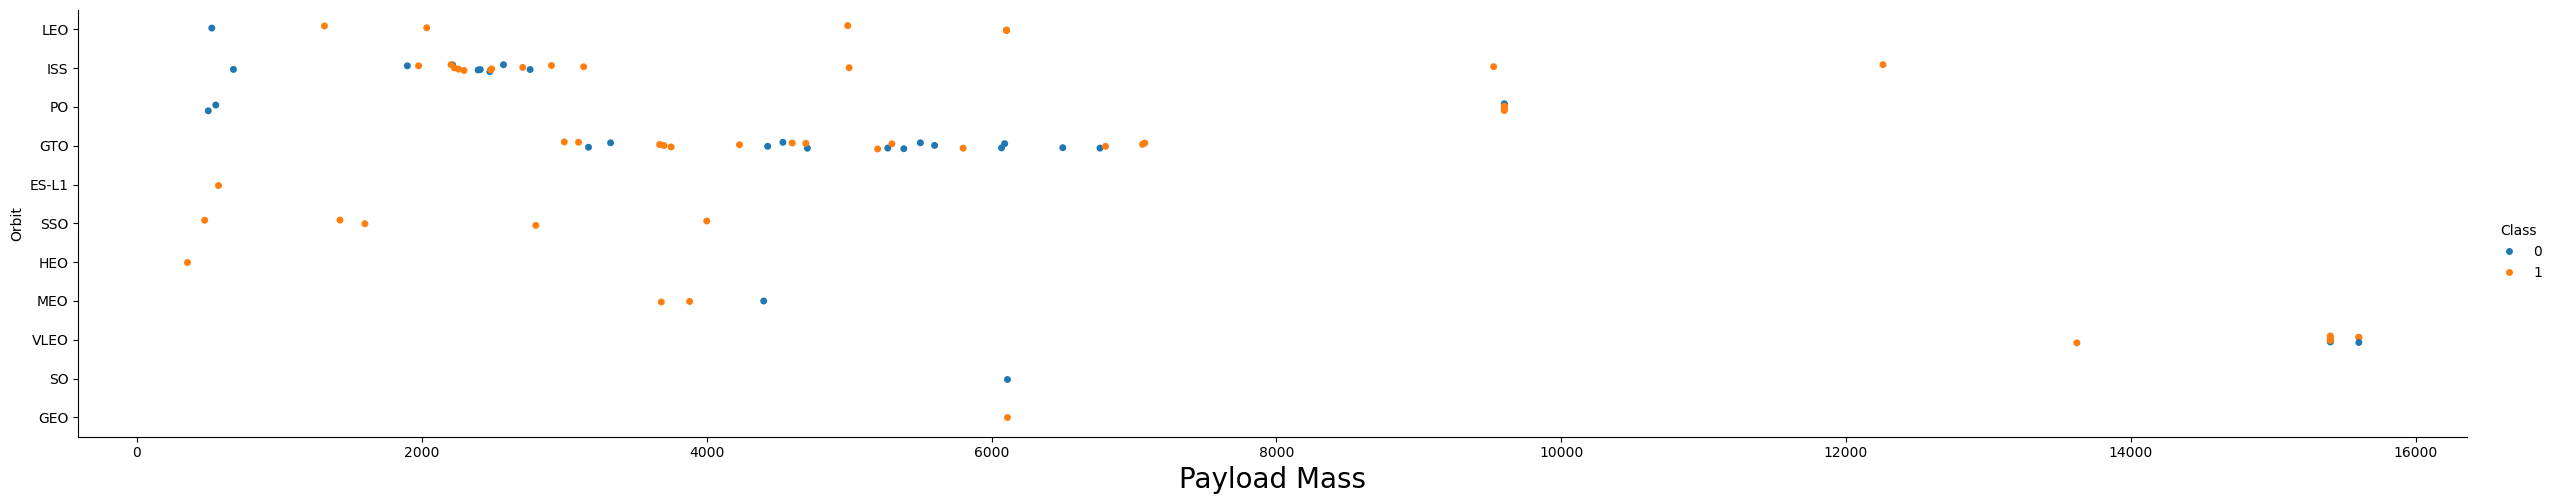 LEO
ISS
PO
GTO
ES-L1
SSO
HEO
MEO
VLEO
SO
GEO
Orbit
0 2000 4000 6000 8000 10000 12000 14000 16000
Payload Mass
Class
0
1